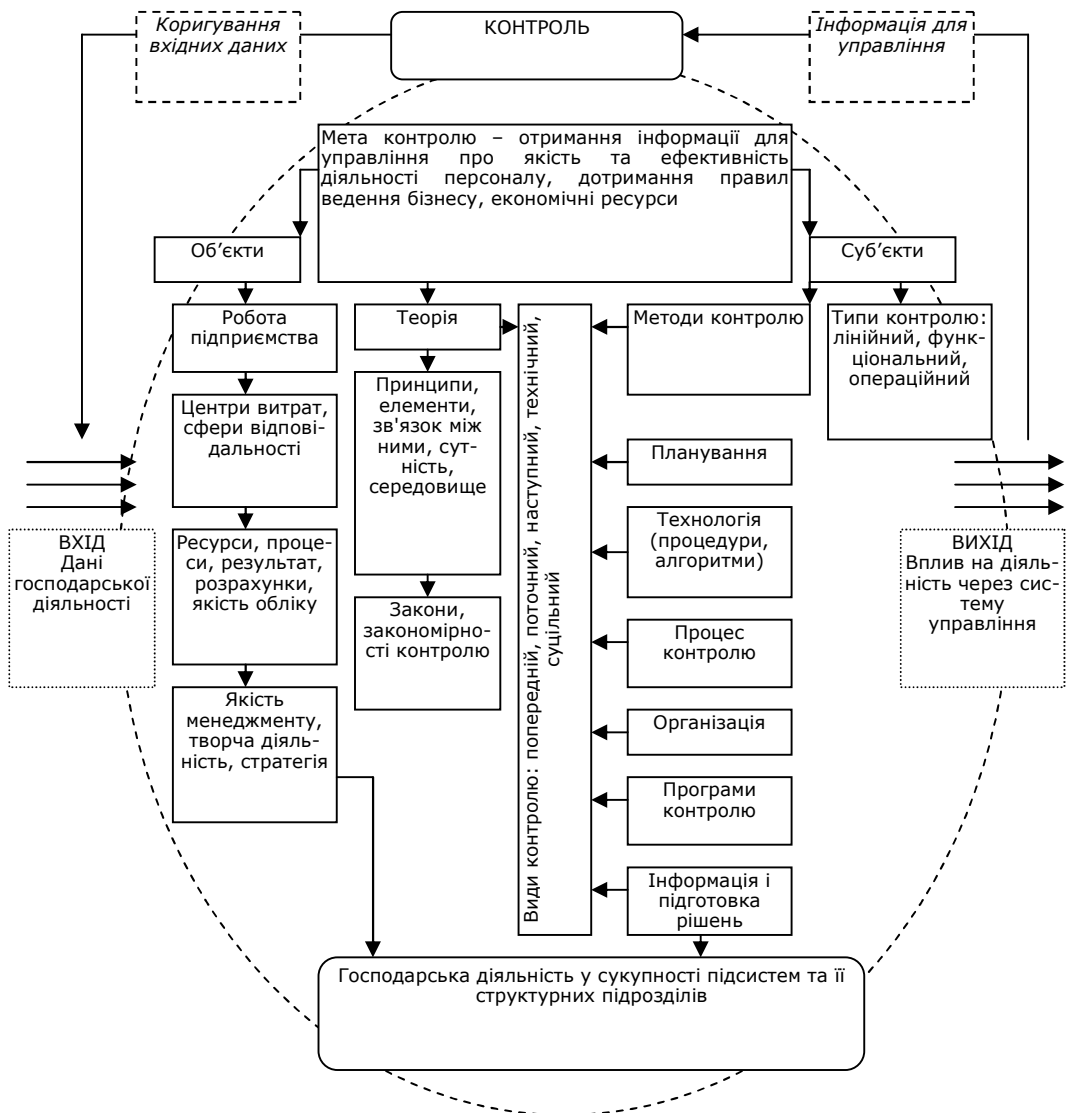 Коригування
вхідних даних
КОНТРОЛЬ
Інформація для
управління
Мета контролю – отримання інформації для
управління про якість та ефективність
діяльності персоналу, дотримання правил
ведення бізнесу, економічні ресурси
Об’єкти
Суб’єкти
Робота
підприємства
Теорія
Методи контролю
Типи контролю:
лінійний, функ-
ціональний,
операційний
Види контролю: попередній, поточний, наступний, технічний,
суцільний
Центри витрат,
сфери відпові-
дальності
Принципи,
елементи,
зв'язок між
ними, сут-
ність,
середовище
Планування
Технологія
(процедури,
алгоритми)
ВХІД
Дані
господарської
діяльності
Ресурси, проце-
си, результат,
розрахунки,
якість обліку
ВИХІД
Вплив на діяль-
ність через сис-
тему
управління
Закони,
закономірно-
сті контролю
Процес
контролю
Якість
менеджменту,
творча діяль-
ність, стратегія
Організація
Програми
контролю
Інформація і
підготовка
рішень
Господарська діяльність у сукупності підсистем та її
структурних підрозділів